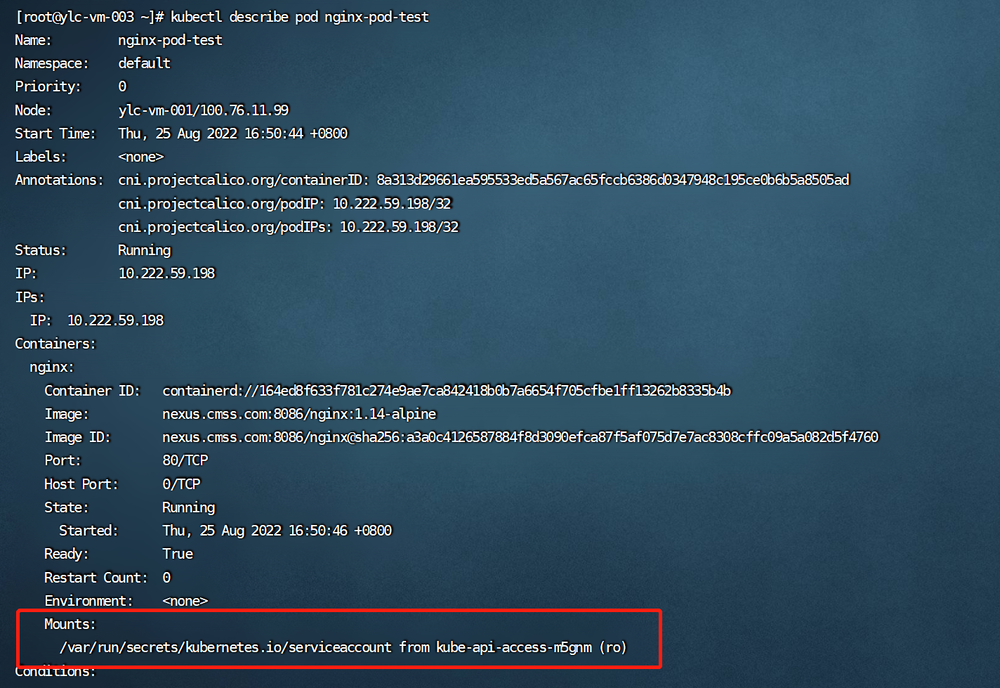 [root@ylc-vm-003 ~]# kubectl describe pod nginx-pod-test
Name:         nginx-pod-test
Namespace:    default
Priority:     0
Node:         ylc-vm-001/100.76.11.99
Start Time:   Thu, 25 Aug 2022 16:50:44 +0800
Labels:       <none>
Annotations:  cni.projectcalico.org/containerID: 8a313d29661ea595533ed5a567ac65fccb6386d0347948c195ce0b6b5a8505ad
              cni.projectcalico.org/podIP: 10.222.59.198/32
              cni.projectcalico.org/podIPs: 10.222.59.198/32
Status:       Running
IP:           10.222.59.198
IPs:
  IP:  10.222.59.198
Containers:
  nginx:
    Container ID:   containerd://164ed8f633f781c274e9ae7ca842418b0b7a6654f705cfbe1ff13262b8335b4b
    Image:          nexus.cmss.com:8086/nginx:1.14-alpine
    Image ID:       nexus.cmss.com:8086/nginx@sha256:a3a0c4126587884f8d3090efca87f5af075d7e7ac8308cffc09a5a082d5f4760
    Port:           80/TCP
    Host Port:      0/TCP
    State:          Running
      Started:      Thu, 25 Aug 2022 16:50:46 +0800
    Ready:          True
    Restart Count:  0
    Environment:    <none>
    Mounts:
      /var/run/secrets/kubernetes.io/serviceaccount from kube-api-access-m5gnm (ro)
Conditions: